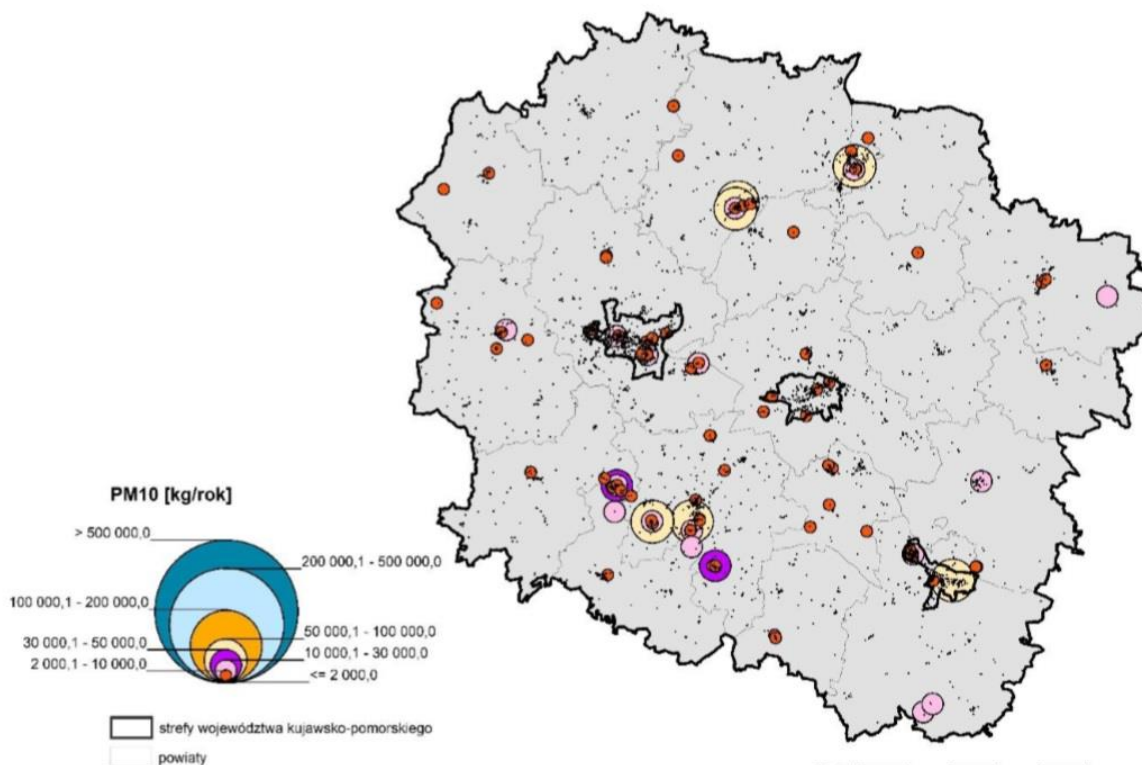 PM10 [kg/rok]
> 500 000,0
200 000,1 - 500 000,0
100 000,1 - 200 000,0
50 000,1 - 100 000,0
30 000,1 - 50 000,0
10 000,1 - 30 000,0
2 000,1 - 10 000,0
<= 2 000,0
strefy województwa kujawsko-pomorskiego
powiaty